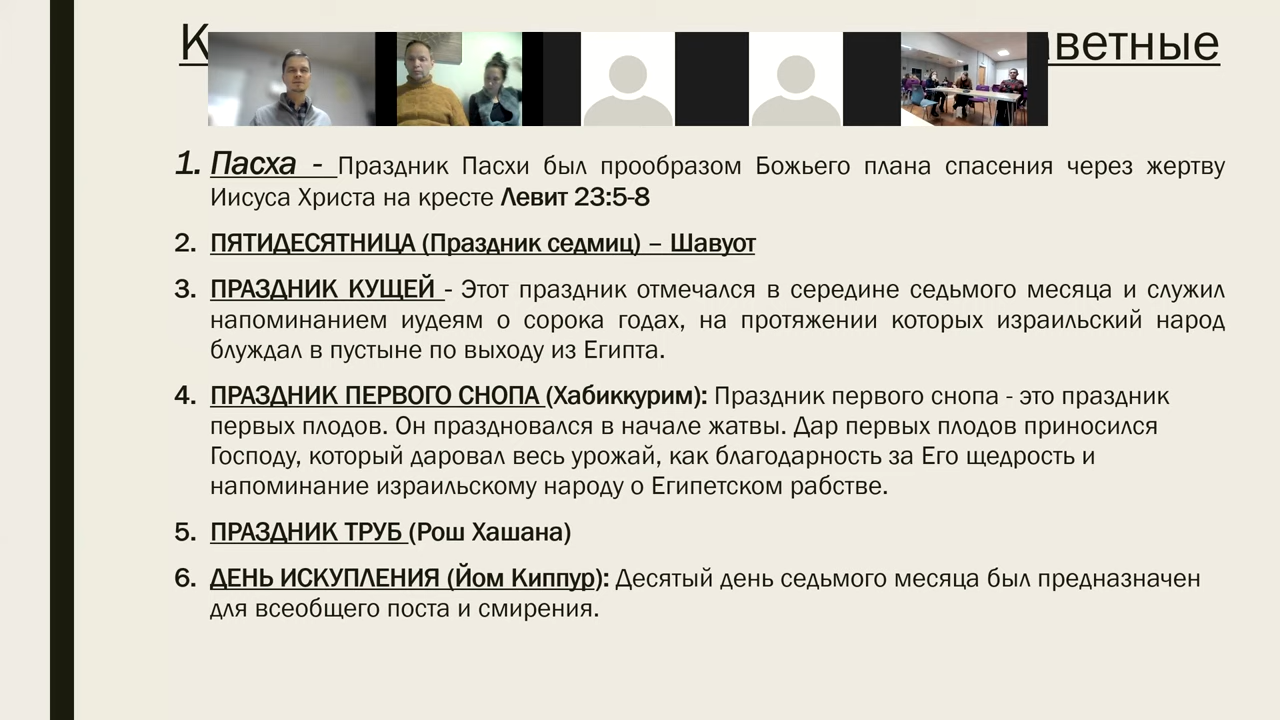 1. Пасха - Праздник Пасхи был прообразом Божьего плана спасения через жертву
Иисуса Христа на кресте Левит 23:5-8
2. ПЯТИДЕСЯТНИЦА (Праздник седмиц) – Шавуот
3. ПРАЗДНИК КУЩЕЙ - Этот праздник отмечался в середине седьмого месяца и служил
напоминанием иудеям о сорока годах, на протяжении которых израильский народ
блуждал в пустыне по выходу из Египта.
4. ПРАЗДНИК ПЕРВОГО СНОПА (Хабиккурим): Праздник первого снопа - это праздник
первых плодов. Он праздновался в начале жатвы. Дар первых плодов приносился
Господу, который даровал весь урожай, как благодарность за Его щедрость и
напоминание израильскому народу о Египетском рабстве.
5. ПРАЗДНИК ТРУБ (Рош Хашана)
6. ДЕНЬ ИСКУПЛЕНИЯ (Йом Киппур): Десятый день седьмого месяца был предназначен
для всеобщего поста и смирения.